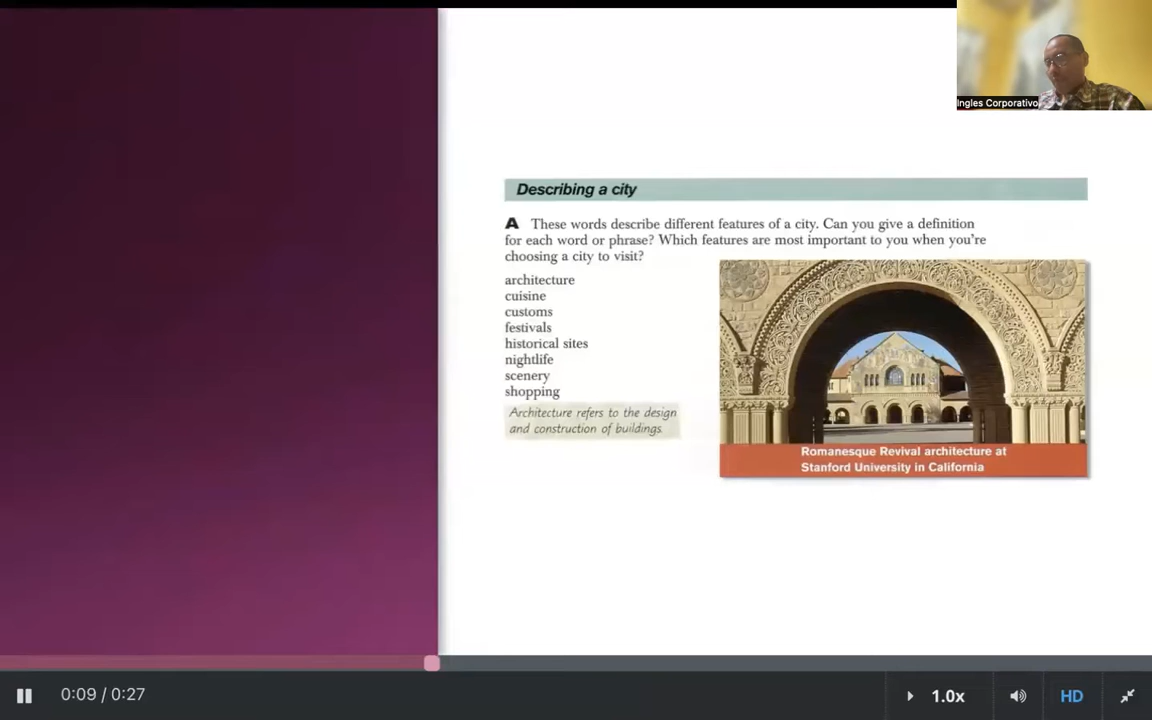 Ingles Corporativo
Describing a city
A These words describe different features of a city. Can you give a definition
for each word or phrase? Which features are most important to you when you're
choosing a city to visit?
architecture
cuisine
customs
festivals
historical sites
nightlife
scenery
shopping
Architecture refers to the design
and construction of buildings.
Romanesque Revival architecture at
Stanford University in California
0:09 / 0:27
1.0x
HD